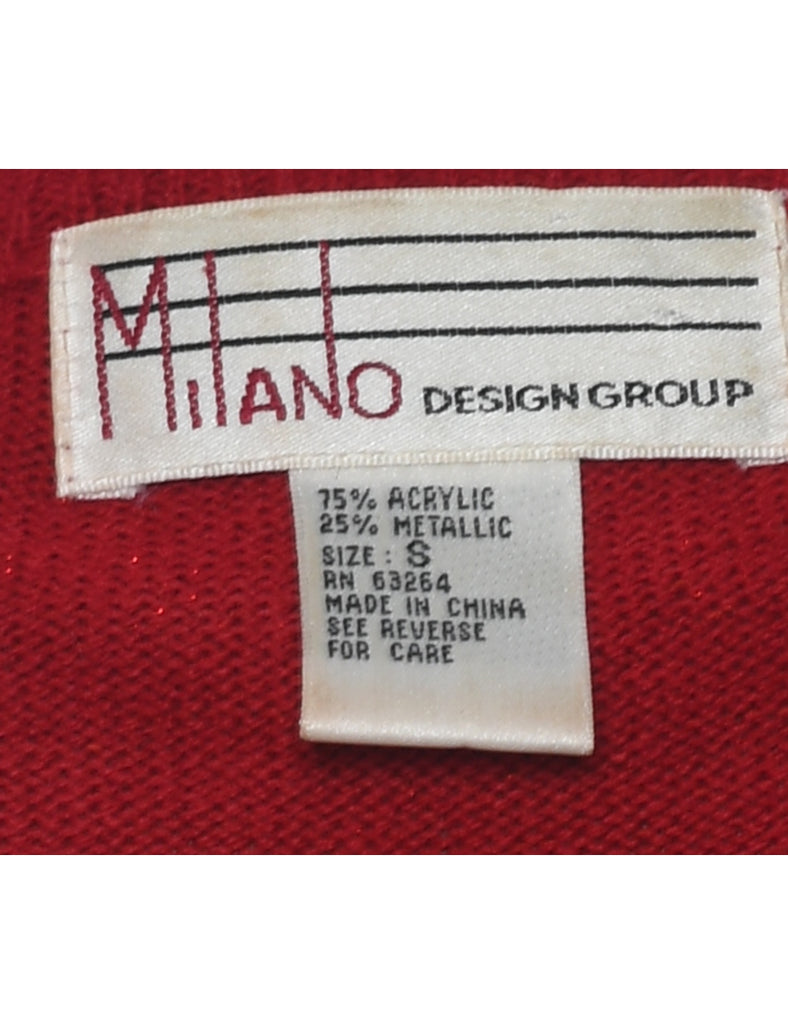 MilANO DESIGN GROUP
75% ACRYLIC
25% METALLIC
SIZE : S
RN 63264
MADE IN CHINA
SEE REVERSE
FOR CARE